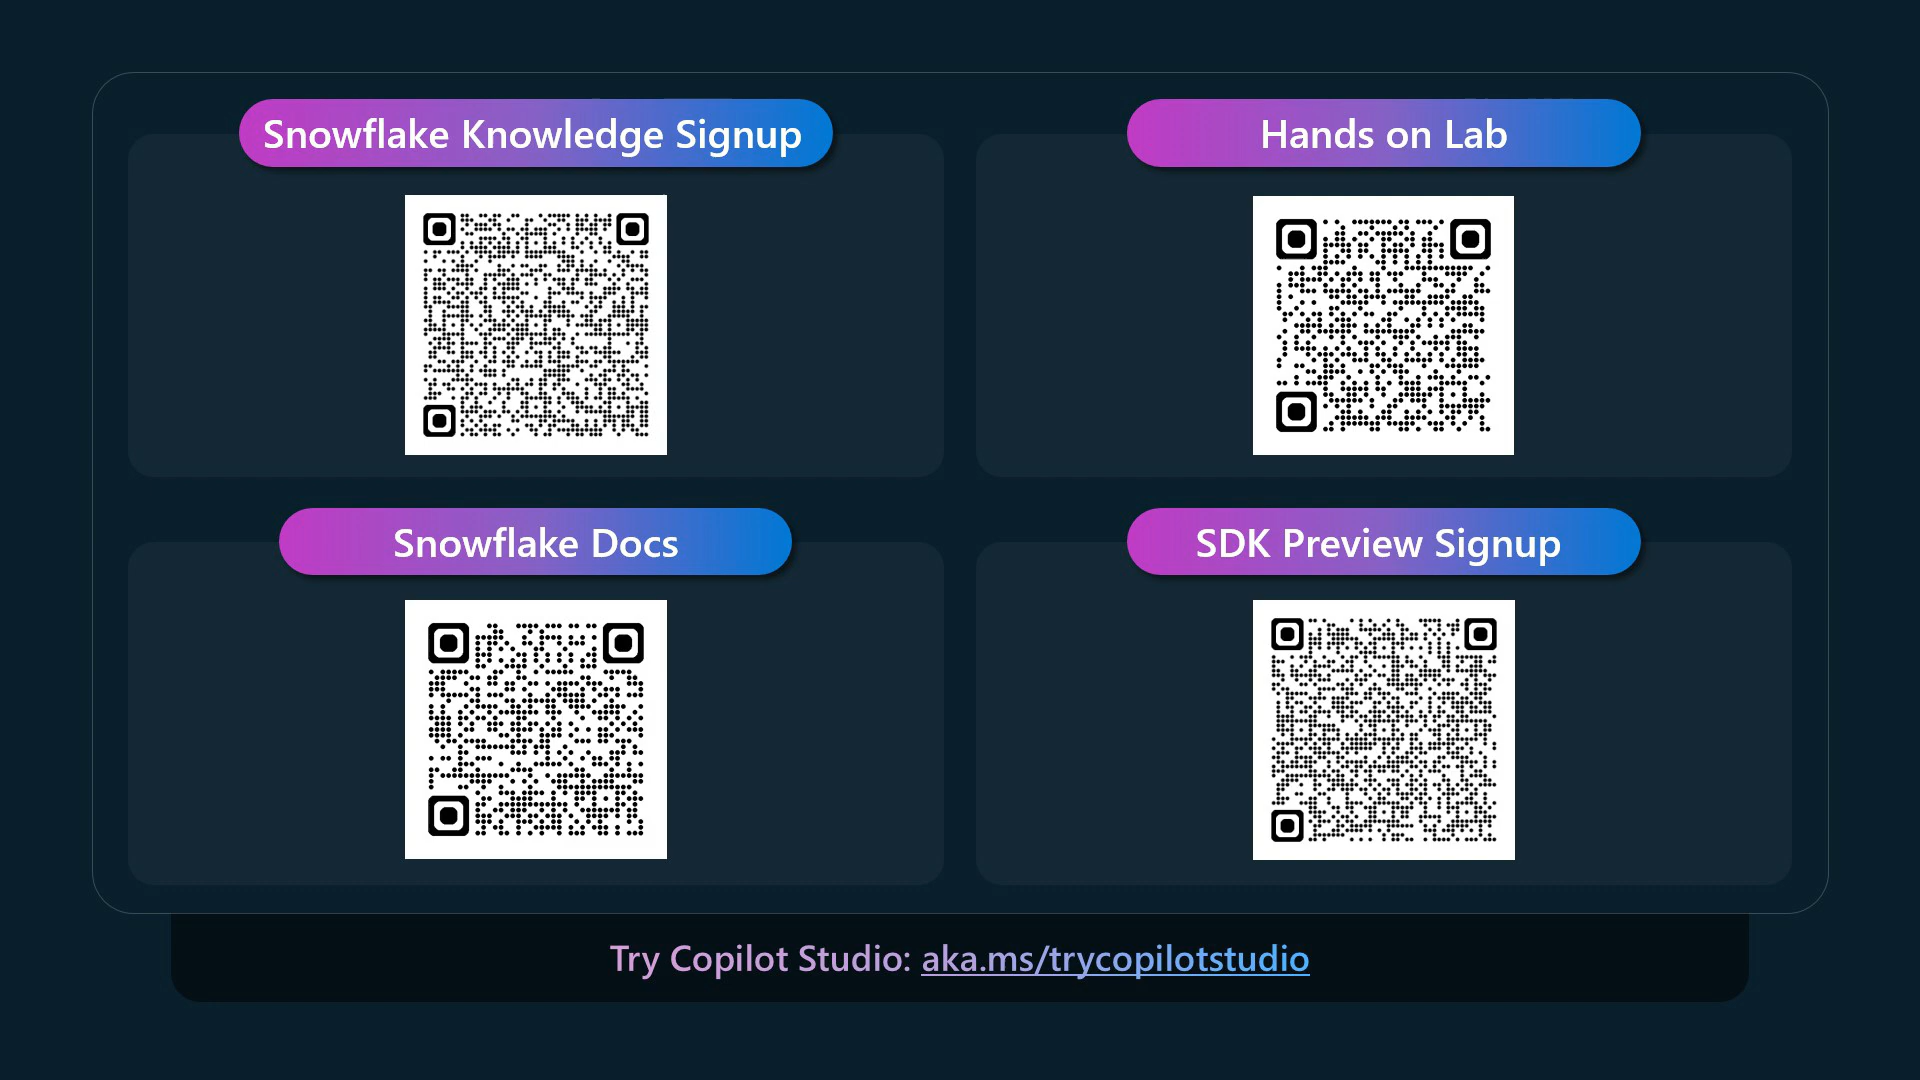 Snowflake Knowledge Signup
Hands on Lab
Snowflake Docs
SDK Preview Signup
Try Copilot Studio: aka.ms/trycopilotstudio